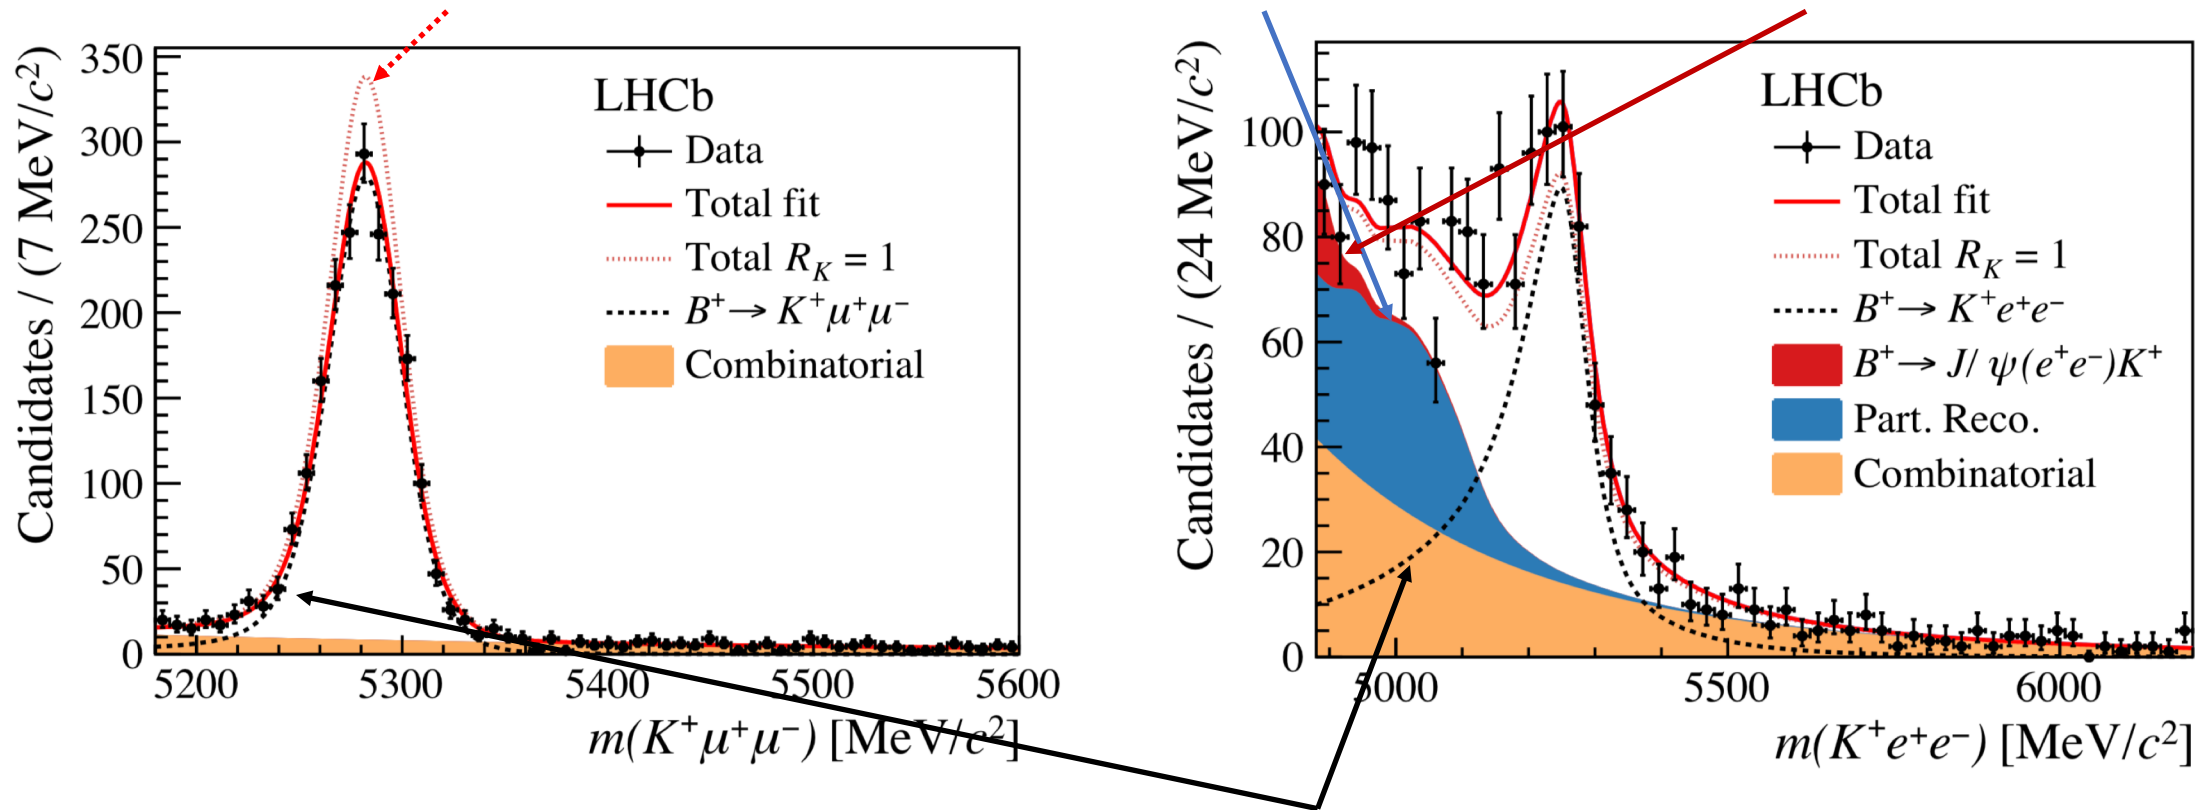 Candidates / (7 MeV/c²)
350
300
250
200
150
100
50
0
5200
5300
5400
5500
5600
m(K⁺μ⁺μ⁻) [MeV/c²]
LHCb
Data
Total fit
Total R_K = 1
B⁺→ K⁺μ⁺μ⁻
Combinatorial
Candidates / (24 MeV/c²)
100
80
60
40
20
0
5000
5500
6000
m(K⁺e⁺e⁻) [MeV/c²]
LHCb
Data
Total fit
Total R_K = 1
B⁺→ K⁺e⁺e⁻
B⁺→ J/ψ(e⁺e⁻)K⁺
Part. Reco.
Combinatorial